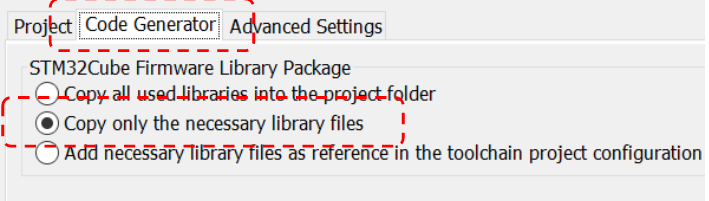 Project Code Generator Advanced Settings
STM32Cube Firmware Library Package
Copy all used libraries into the project folder
Copy only the necessary library files
Add necessary library files as reference in the toolchain project configuration